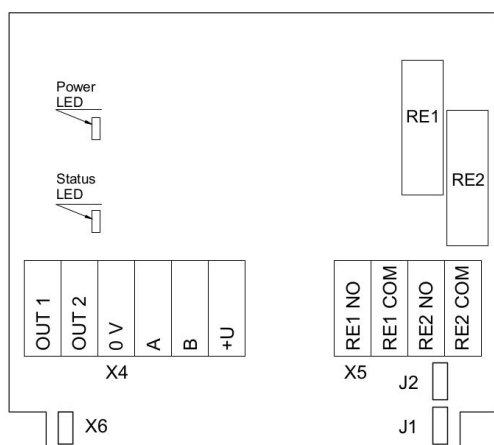 Power
LED
Status
LED
RE1
RE2
OUT 1
OUT 2
0 V
A
B
+U
X4
RE1 NO
RE1 COM
RE2 NO
RE2 COM
X5
J2
X6
J1